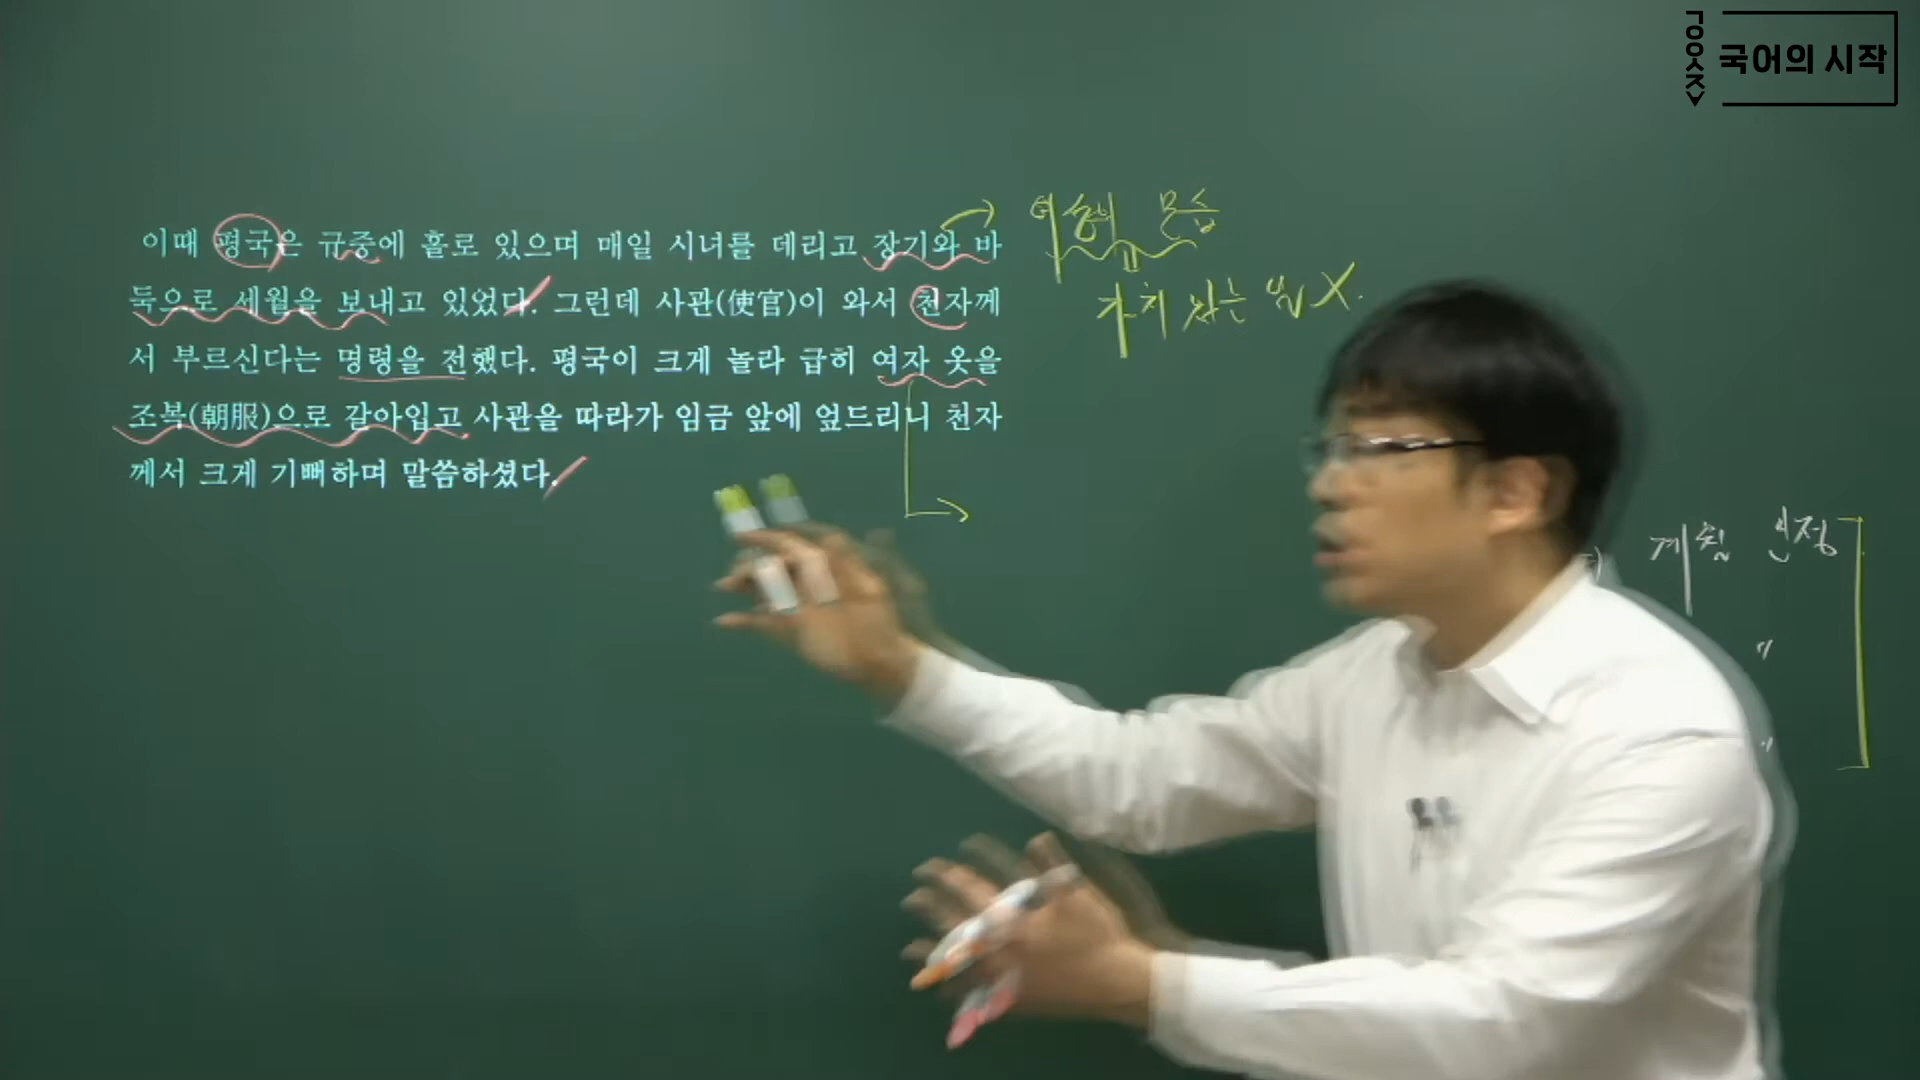 ㄱㅇㅇㅅㅈ
국어의 시작
이때 평국은 규중에 홀로 있으며 매일 시녀를 데리고 장기와 바
둑으로 세월을 보내고 있었다. 그런데 사관(使官)이 와서 천자께
서 부르신다는 명령을 전했다. 평국이 크게 놀라 급히 여자 옷을
조복(朝服)으로 갈아입고 사관을 따라가 임금 앞에 엎드리니 천자
께서 크게 기뻐하며 말씀하셨다.
여성의 모습
가치 있는 일 X.
인정
"
"